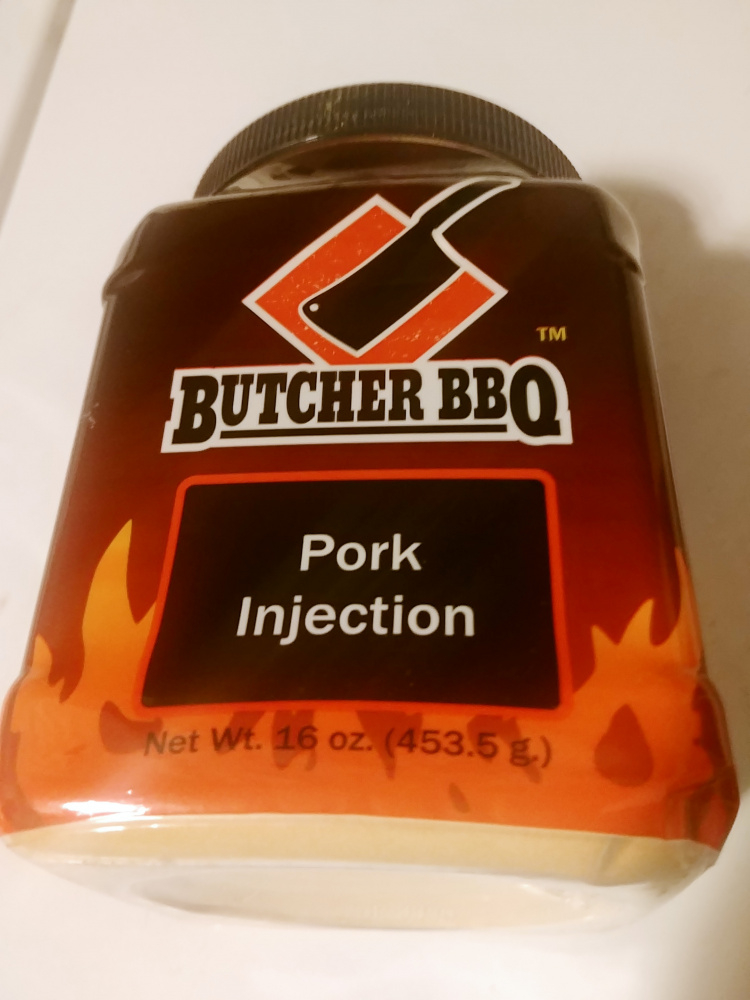 TM
BUTCHER BBQ
Pork
Injection
Net Wt. 16 oz. (453.5 g.)